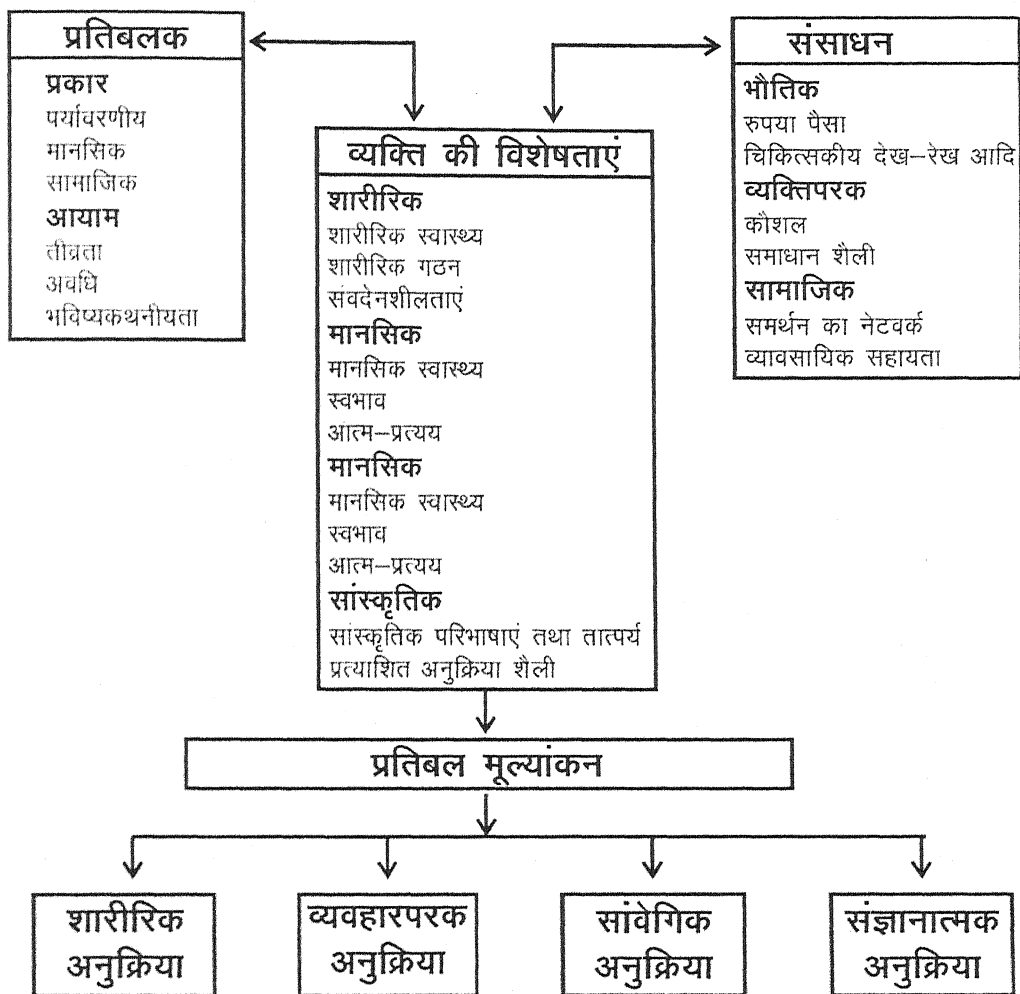 प्रतिबलक
प्रकार
पर्यावरणीय
मानसिक
सामाजिक
आयाम
तीव्रता
अवधि
भविष्यकथनीयता
संसाधन
भौतिक
रुपया पैसा
चिकित्सकीय देख–रेख आदि
व्यक्तिपरक
कौशल
समाधान शैली
सामाजिक
समर्थन का नेटवर्क
व्यावसायिक सहायता
व्यक्ति की विशेषताएं
शारीरिक
शारीरिक स्वास्थ्य
शारीरिक गठन
संवदेनशीलताएं
मानसिक
मानसिक स्वास्थ्य
स्वभाव
आत्म–प्रत्यय
मानसिक
मानसिक स्वास्थ्य
स्वभाव
आत्म–प्रत्यय
सांस्कृतिक
सांस्कृतिक परिभाषाएं तथा तात्पर्य
प्रत्याशित अनुक्रिया शैली
प्रतिबल मूल्यांकन
शारीरिक
अनुक्रिया
व्यवहारपरक
अनुक्रिया
सांवेगिक
अनुक्रिया
संज्ञानात्मक
अनुक्रिया